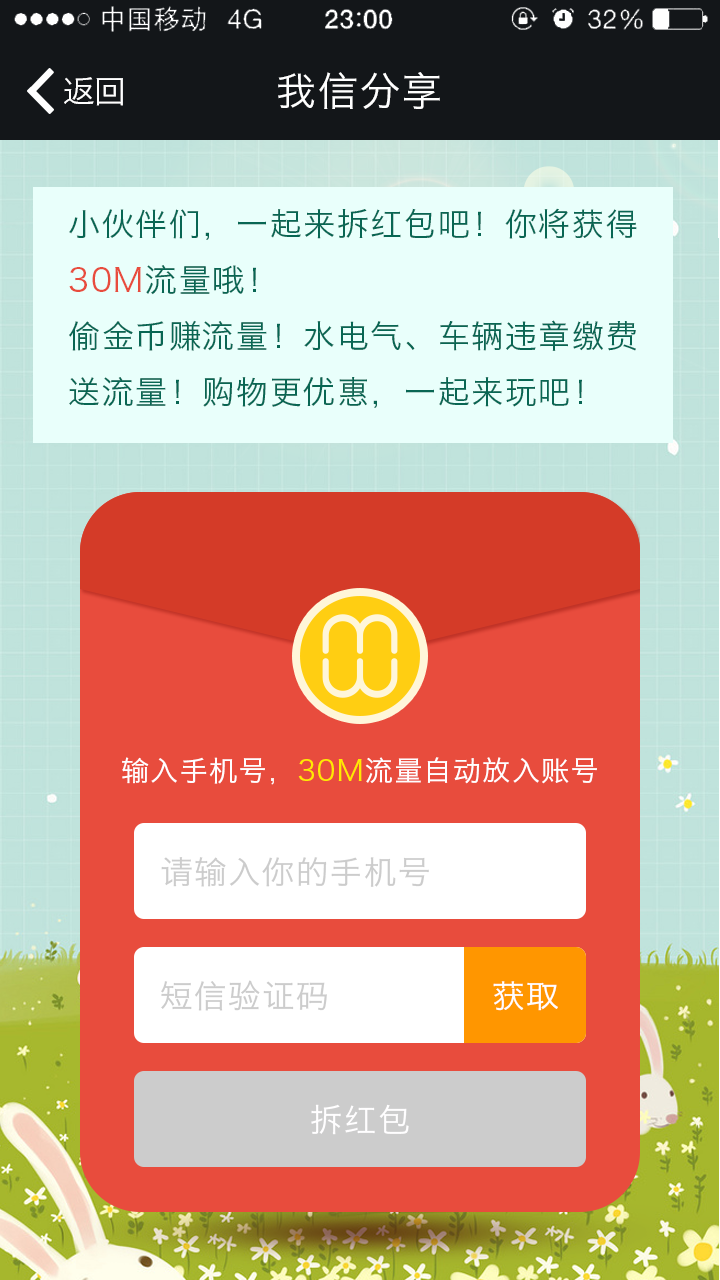 中国移动 4G 23:00 32%
返回 我信分享
小伙伴们，一起来拆红包吧！你将获得
30M流量哦！
偷金币赚流量！水电气、车辆违章缴费
送流量！购物更优惠，一起来玩吧！
输入手机号，30M流量自动放入账号
请输入你的手机号
短信验证码 获取
拆红包